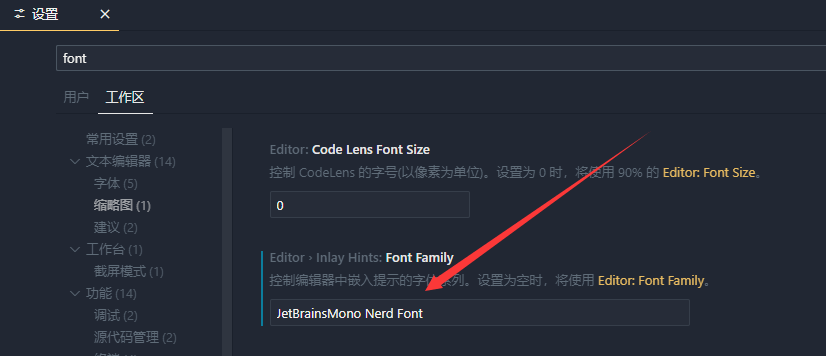 设置
font
用户 工作区
常用设置 (2)
文本编辑器 (14)
字体 (5)
缩略图 (1)
建议 (2)
工作台 (1)
截屏模式 (1)
功能 (14)
调试 (2)
源代码管理 (2)
Editor: Code Lens Font Size
控制 CodeLens 的字号(以像素为单位)。设置为 0 时，将使用 90% 的 Editor: Font Size。
0
Editor › Inlay Hints: Font Family
控制编辑器中嵌入提示的字体系列。设置为空时，将使用 Editor: Font Family。
JetBrainsMono Nerd Font